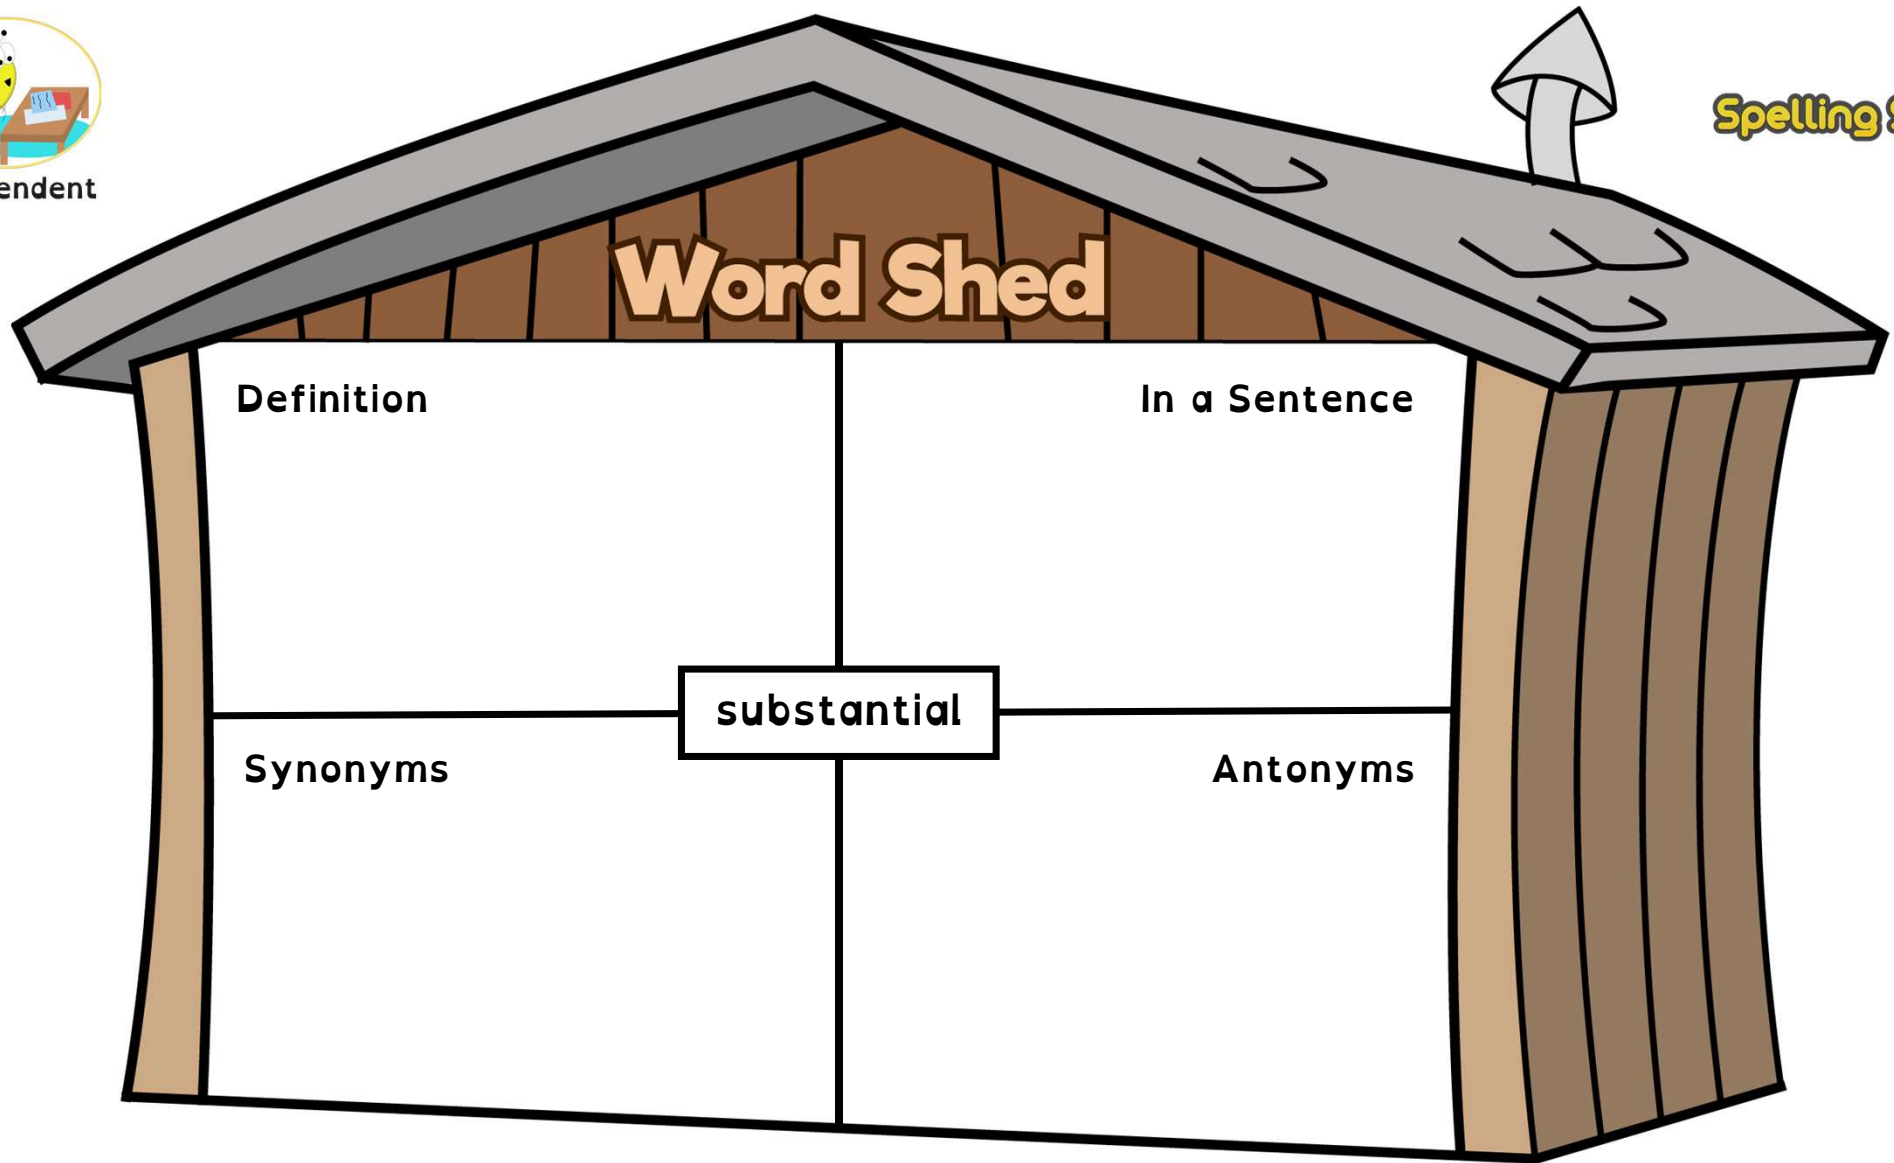 Spelling
endent
Word Shed
Definition
In a Sentence
substantial
Synonyms
Antonyms